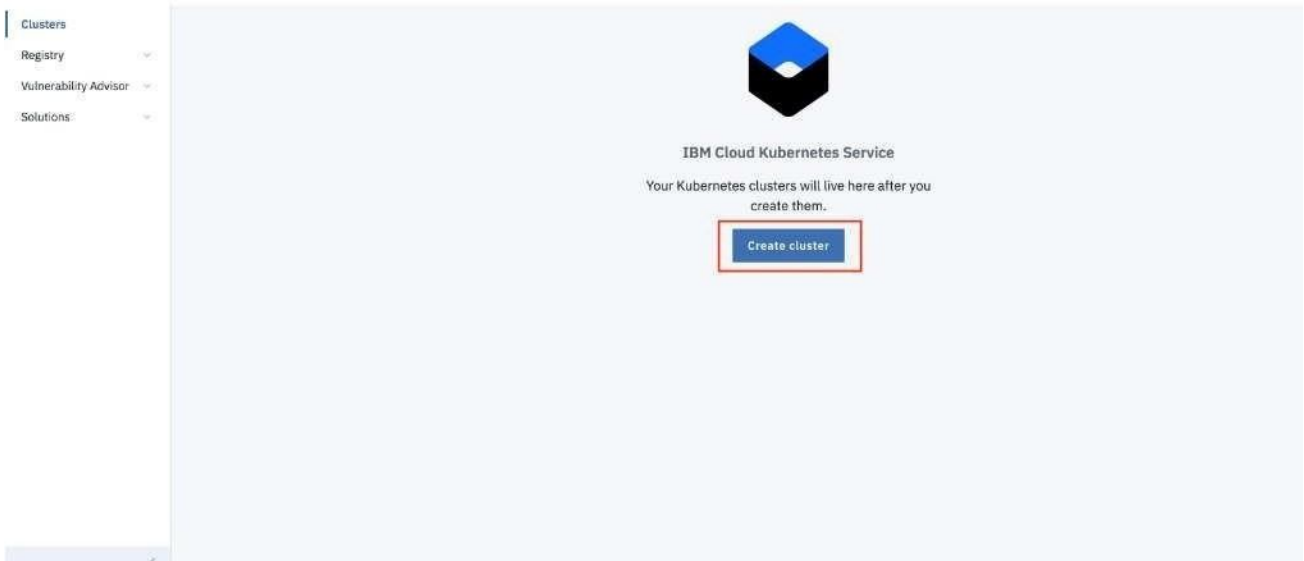 Clusters
Registry
Vulnerability Advisor
Solutions
IBM Cloud Kubernetes Service
Your Kubernetes clusters will live here after you
create them.
Create cluster